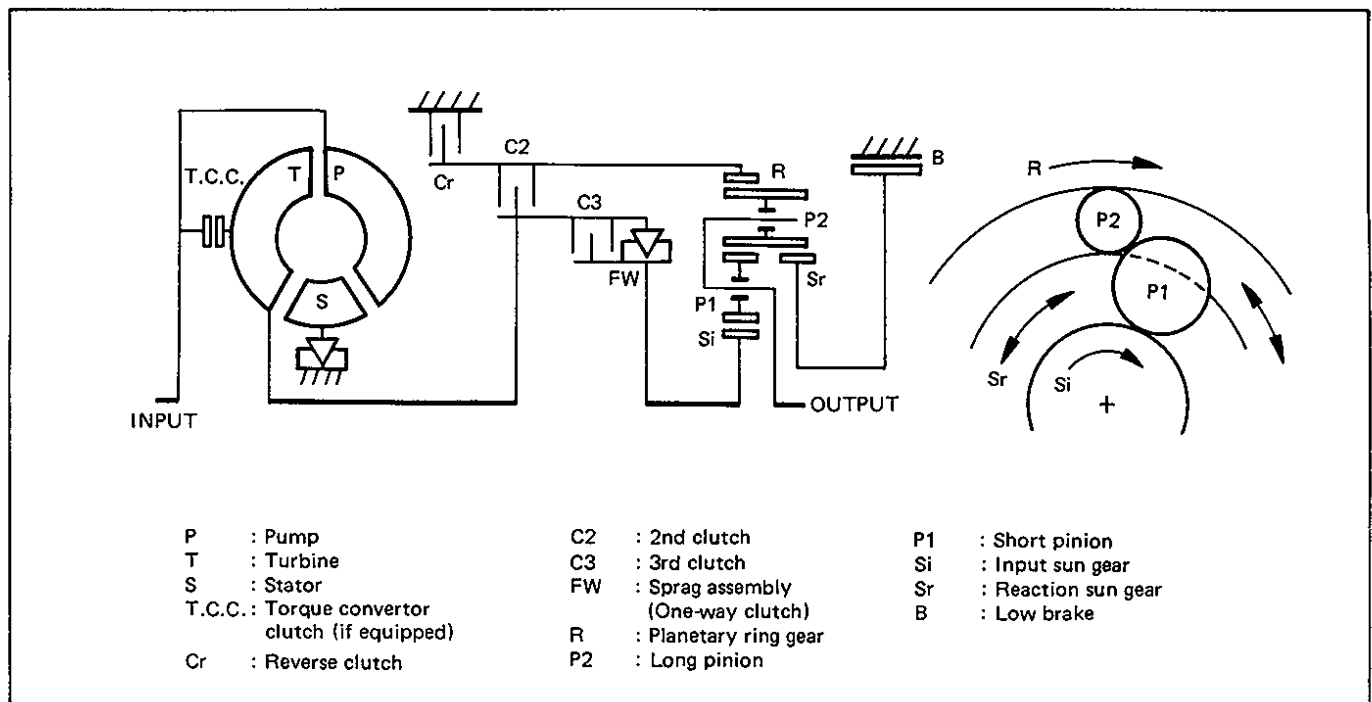 T.C.C.
T
P
S
INPUT
Cr
C2
C3
FW
R
P2
P1
Si
Sr
B
OUTPUT
R
P2
P1
Sr
Si
+
P : Pump
T : Turbine
S : Stator
T.C.C. : Torque convertor
clutch (if equipped)
Cr : Reverse clutch
C2 : 2nd clutch
C3 : 3rd clutch
FW : Sprag assembly
(One-way clutch)
R : Planetary ring gear
P2 : Long pinion
P1 : Short pinion
Si : Input sun gear
Sr : Reaction sun gear
B : Low brake